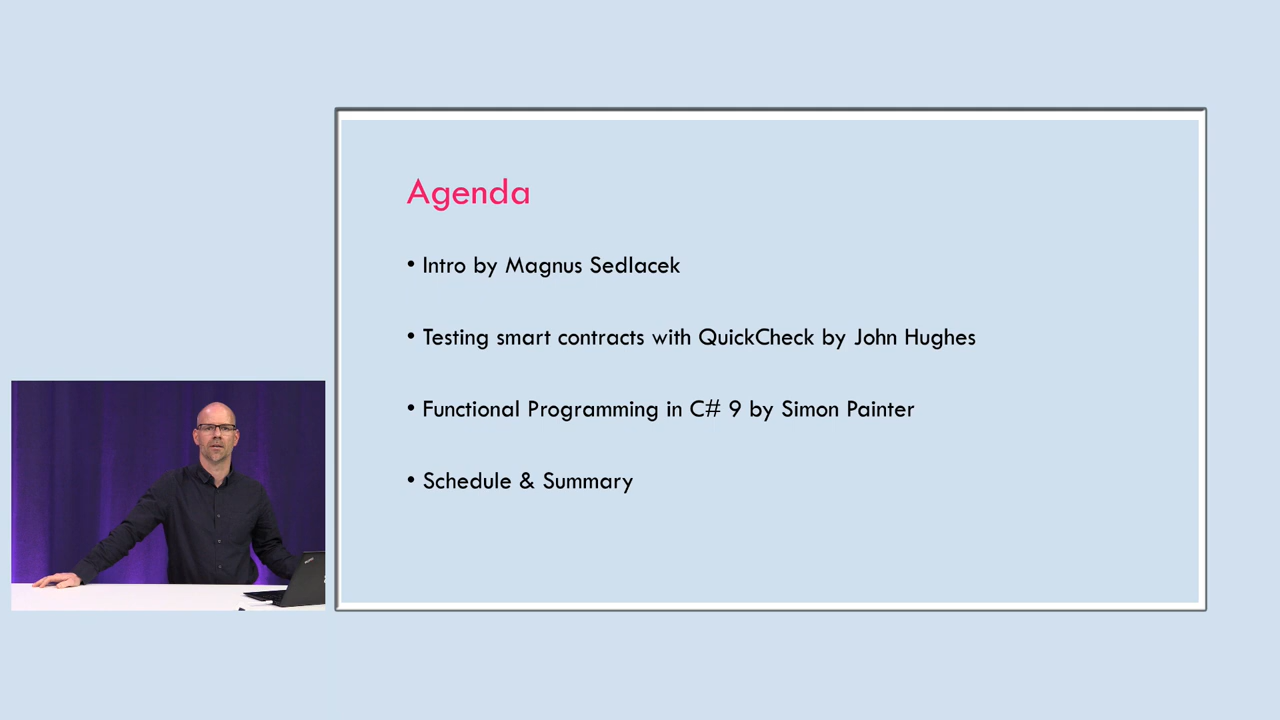 Agenda
• Intro by Magnus Sedlacek
• Testing smart contracts with QuickCheck by John Hughes
• Functional Programming in C# 9 by Simon Painter
• Schedule & Summary